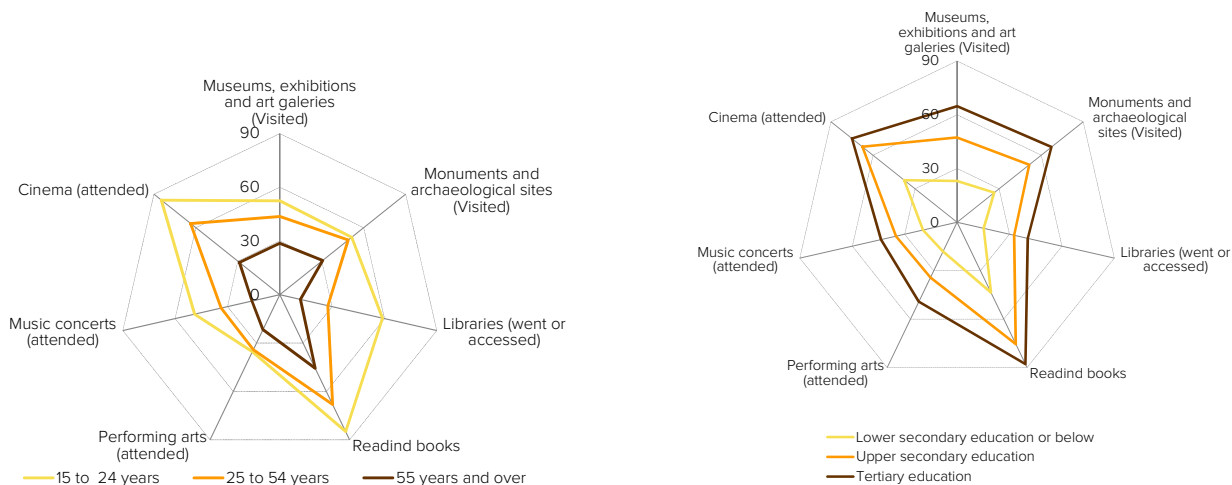 Museums, exhibitions
and art galeries
(Visited)
90
60
30
0
Monuments and
archaeological sites
(Visited)
Libraries (went or
accessed)
Readind books
Performing arts
(attended)
Music concerts
(attended)
Cinema (attended)
15 to 24 years
25 to 54 years
55 years and over
Museums,
exhibitions and art
galeries (Visited)
90
60
30
0
Monuments and
archaeological
sites (Visited)
Libraries (went or
accessed)
Readind books
Performing arts
(attended)
Music concerts
(attended)
Cinema (attended)
Lower secondary education or below
Upper secondary education
Tertiary education